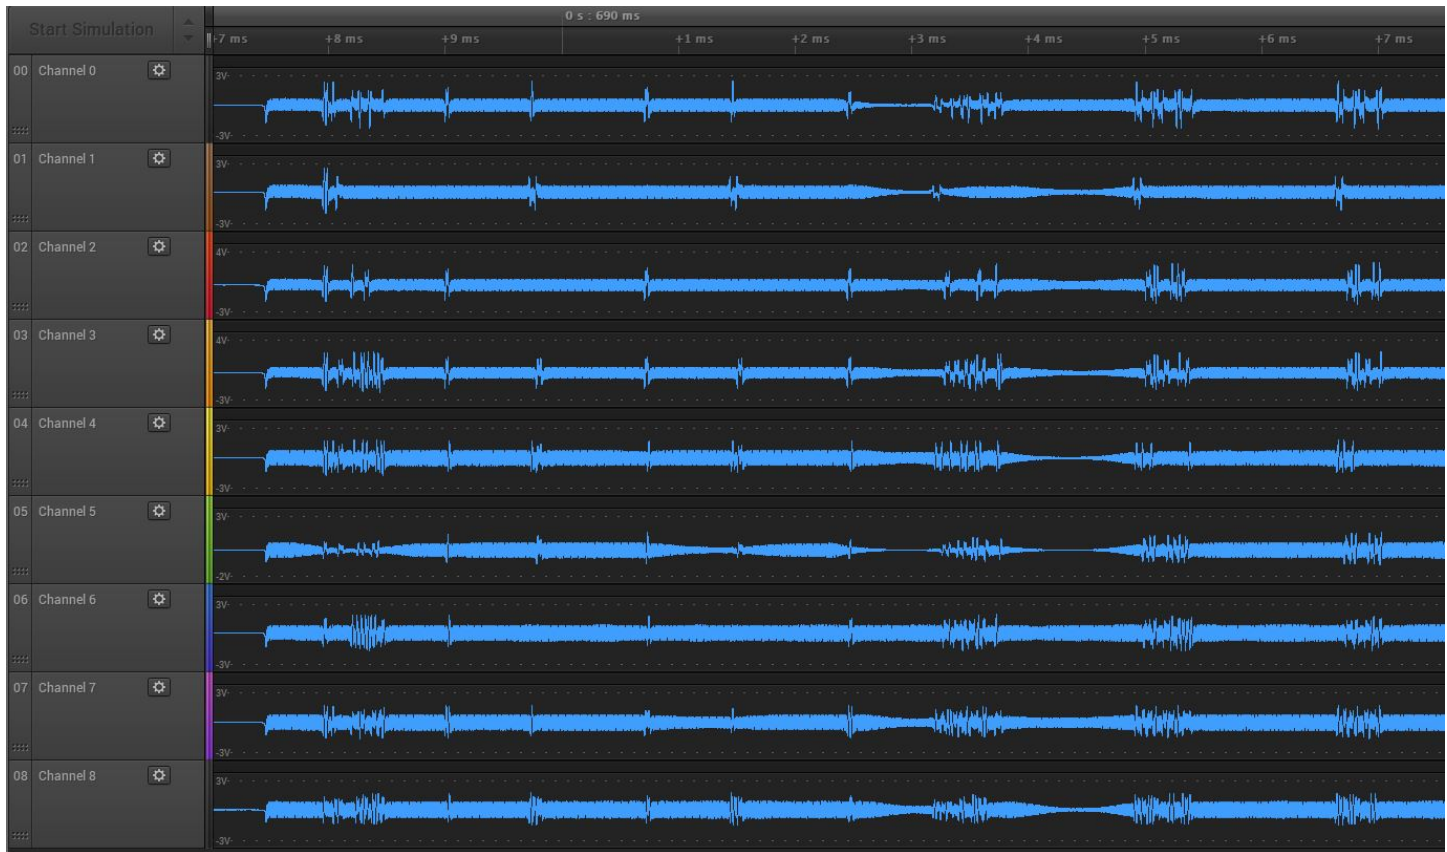 Start Simulation
0 s : 690 ms
+7 ms +8 ms +9 ms +1 ms +2 ms +3 ms +4 ms +5 ms +6 ms +7 ms
00 Channel 0
3V
-3V
01 Channel 1
3V
-3V
02 Channel 2
4V
-3V
03 Channel 3
4V
-3V
04 Channel 4
3V
-3V
05 Channel 5
3V
-2V
06 Channel 6
3V
-3V
07 Channel 7
3V
-3V
08 Channel 8
3V
-3V